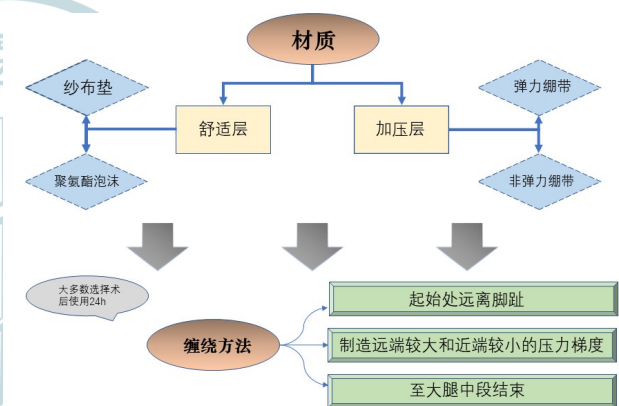 材质
纱布垫
弹力绷带
舒适层
加压层
聚氨酯泡沫
非弹力绷带
大多数选择术
后使用24h
起始处远离脚趾
缠绕方法
制造远端较大和近端较小的压力梯度
至大腿中段结束